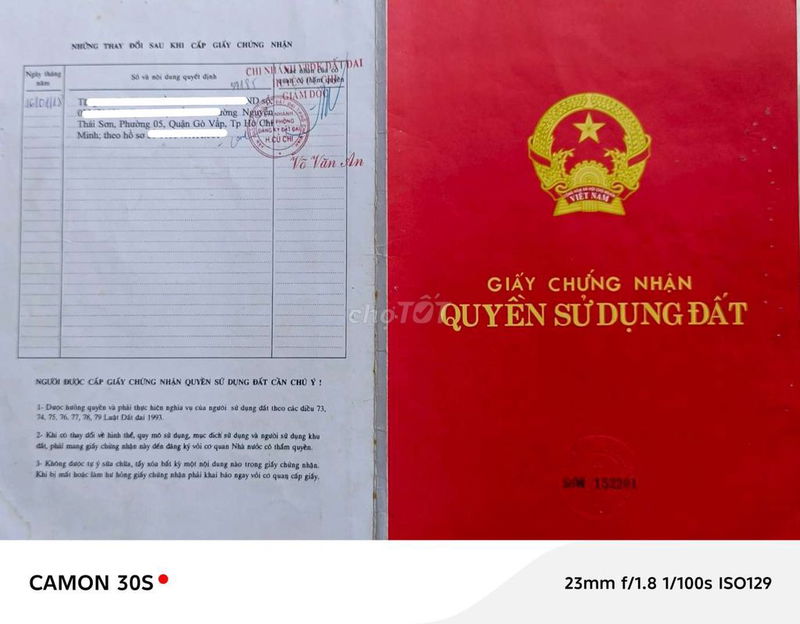 NHỮNG THAY ĐỔI SAU KHI CẤP GIẤY CHỨNG NHẬN
Ngày tháng năm
Số và nội dung quyết định
CHI NHÁNH VPĐK ĐẤT ĐAI
GIÁM ĐỐC
ND số
ường Nguyễn
Thái Sơn, Phường 05, Quận Gò Vấp, Tp Hồ Chí
Minh; theo hồ sơ
H.CỦ CHI
Võ Văn An
NGƯỜI ĐƯỢC CẤP GIẤY CHỨNG NHẬN QUYỀN SỬ DỤNG ĐẤT CẦN CHÚ Ý !
1- Được hưởng quyền và phải thực hiện nghĩa vụ của người sử dụng đất theo các điều 73,
74, 75, 76, 77, 78, 79 Luật Đất đai 1993.
2- Khi có thay đổi về hình thể, quy mô sử dụng, mục đích sử dụng và người sử dụng khu
đất, phải mang giấy chứng nhận này đến đăng ký với cơ quan Nhà nước có thẩm quyền.
3- Không được tự ý sửa chữa, tẩy xóa bất kỳ một nội dung nào trong giấy chứng nhận.
Khi bị mất hoặc làm hư hỏng giấy chứng nhận phải khai báo ngay với cơ quan cấp giấy.
VIỆT NAM
GIẤY CHỨNG NHẬN
QUYỀN SỬ DỤNG ĐẤT
chợTỐT
132201
CAMON 30S
23mm f/1.8 1/100s ISO129